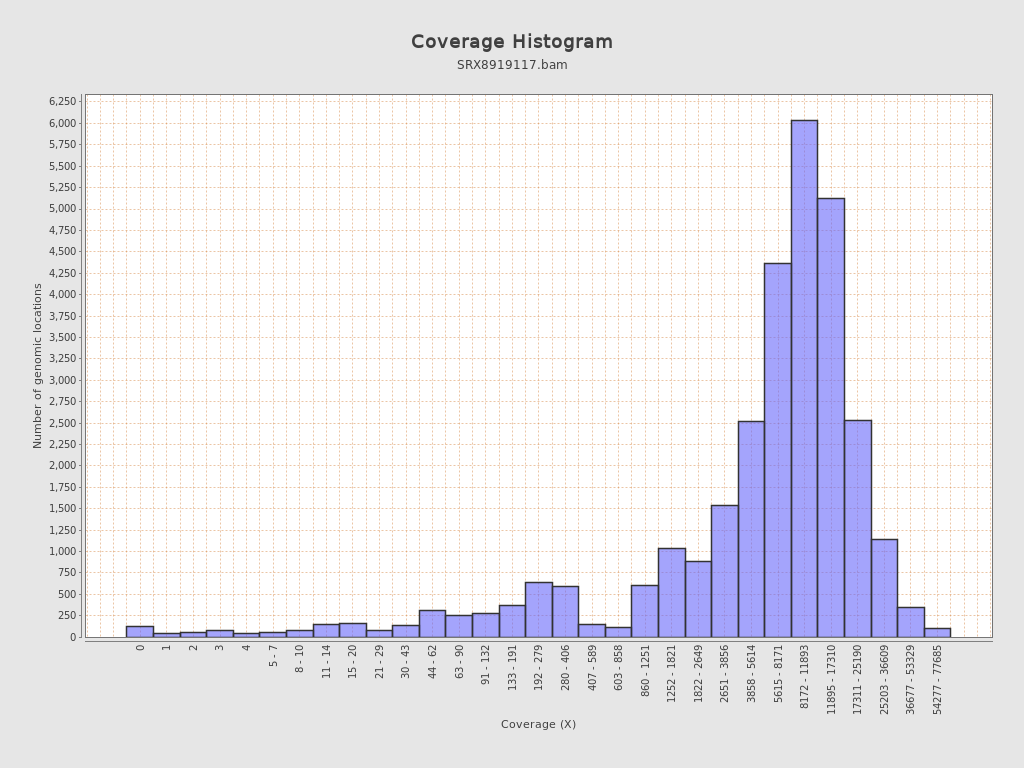 Coverage Histogram
SRX8919117.bam
6,250
6,000
5,750
5,500
5,250
5,000
4,750
4,500
4,250
4,000
3,750
3,500
3,250
3,000
2,750
2,500
2,250
2,000
1,750
1,500
1,250
1,000
750
500
250
0
Number of genomic locations
0
1
2
3
4
5 - 7
8 - 10
11 - 14
15 - 20
21 - 29
30 - 43
44 - 62
63 - 90
91 - 132
133 - 191
192 - 279
280 - 406
407 - 589
603 - 858
860 - 1251
1252 - 1821
1822 - 2649
2651 - 3856
3858 - 5614
5615 - 8171
8172 - 11893
11895 - 17310
17311 - 25190
25203 - 36609
36677 - 53329
54277 - 77685
Coverage (X)